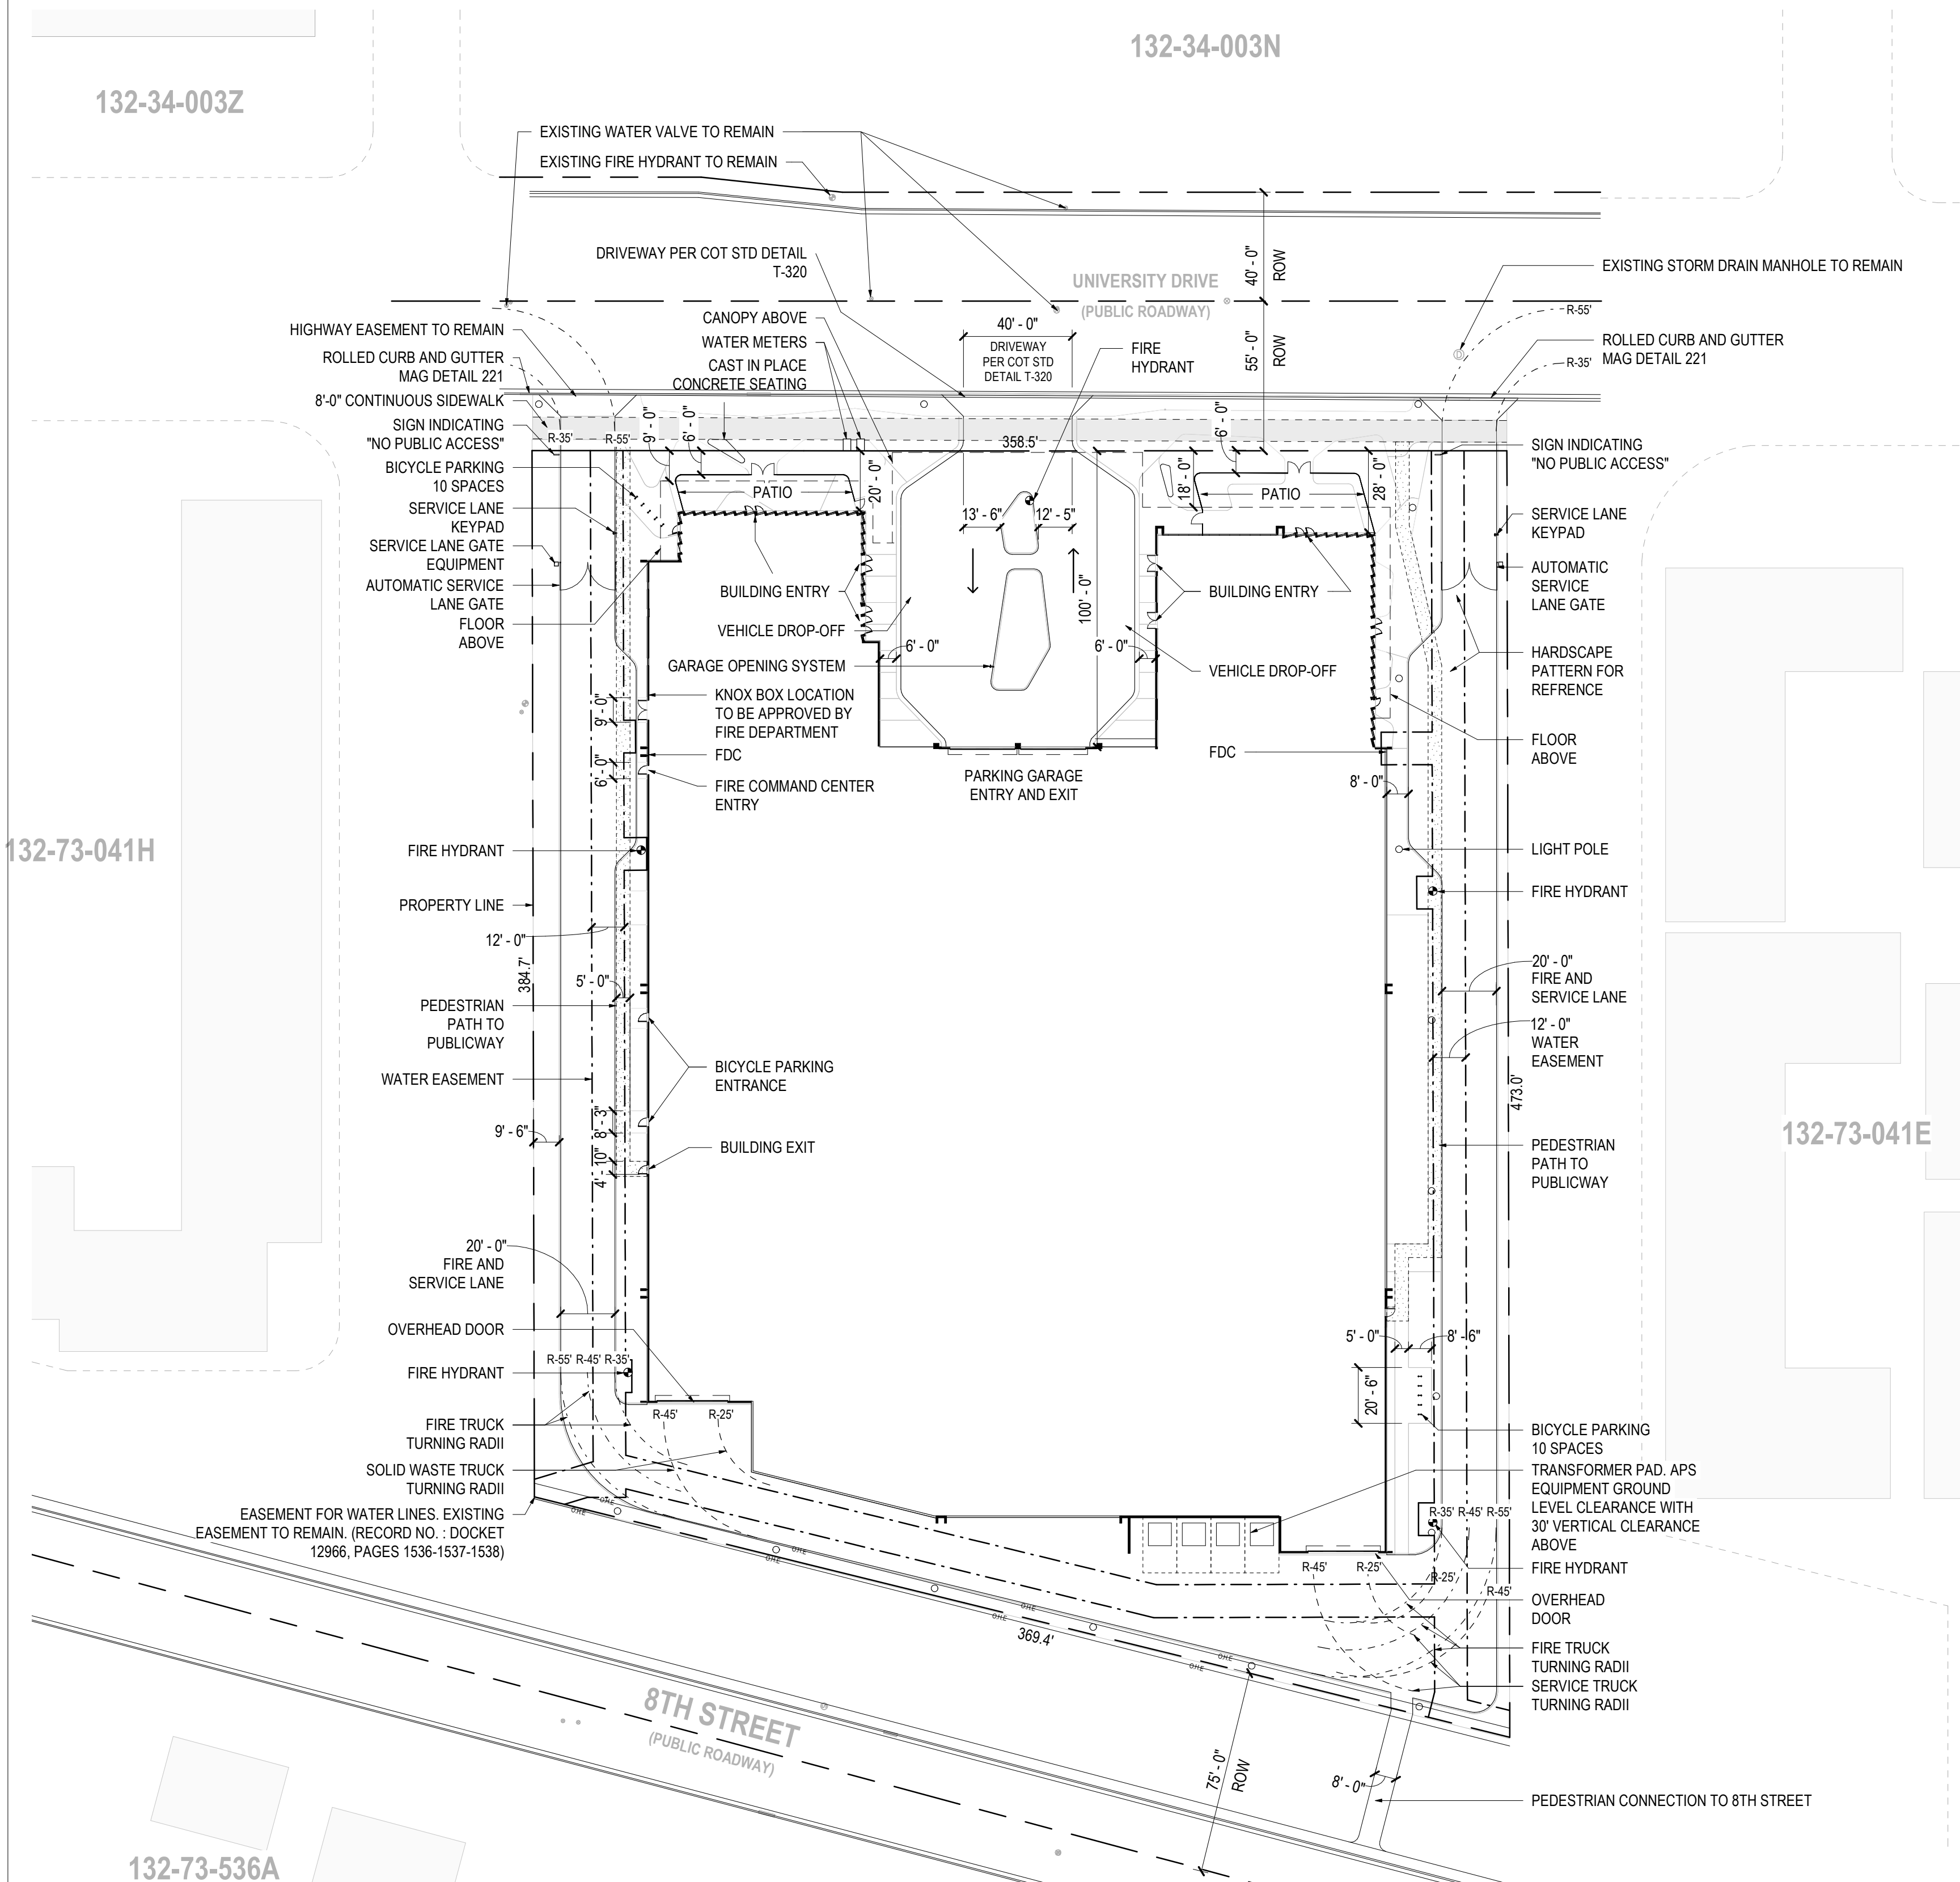 132-34-003N
132-34-003Z
EXISTING WATER VALVE TO REMAIN
EXISTING FIRE HYDRANT TO REMAIN
DRIVEWAY PER COT STD DETAIL
T-320
40' - 0"
ROW
UNIVERSITY DRIVE
(PUBLIC ROADWAY)
EXISTING STORM DRAIN MANHOLE TO REMAIN
R-55'
CANOPY ABOVE
WATER METERS
CAST IN PLACE
CONCRETE SEATING
40' - 0"
DRIVEWAY
PER COT STD
DETAIL T-320
FIRE
HYDRANT
55' - 0"
ROW
HIGHWAY EASEMENT TO REMAIN
ROLLED CURB AND GUTTER
MAG DETAIL 221
8'-0" CONTINUOUS SIDEWALK
SIGN INDICATING
"NO PUBLIC ACCESS"
BICYCLE PARKING
10 SPACES
SERVICE LANE
KEYPAD
SERVICE LANE GATE
EQUIPMENT
AUTOMATIC SERVICE
LANE GATE
FLOOR
ABOVE
ROLLED CURB AND GUTTER
MAG DETAIL 221
R-35'
R-35'
R-55'
9' - 0"
6' - 0"
358.5'
6' - 0"
PATIO
20' - 0"
18' - 0"
PATIO
28' - 0"
13' - 6"
12' - 5"
SIGN INDICATING
"NO PUBLIC ACCESS"
SERVICE LANE
KEYPAD
AUTOMATIC
SERVICE
LANE GATE
HARDSCAPE
PATTERN FOR
REFRENCE
FLOOR
ABOVE
BUILDING ENTRY
VEHICLE DROP-OFF
GARAGE OPENING SYSTEM
6' - 0"
100' - 0"
6' - 0"
BUILDING ENTRY
VEHICLE DROP-OFF
KNOX BOX LOCATION
TO BE APPROVED BY
FIRE DEPARTMENT
FDC
FIRE COMMAND CENTER
ENTRY
9' - 0"
6' - 0"
PARKING GARAGE
ENTRY AND EXIT
FDC
8' - 0"
132-73-041H
FIRE HYDRANT
PROPERTY LINE
12' - 0"
384.7'
5' - 0"
PEDESTRIAN
PATH TO
PUBLICWAY
WATER EASEMENT
9' - 6"
8' - 3"
4' - 10"
BICYCLE PARKING
ENTRANCE
BUILDING EXIT
LIGHT POLE
FIRE HYDRANT
20' - 0"
FIRE AND
SERVICE LANE
12' - 0"
WATER
EASEMENT
473.0'
132-73-041E
PEDESTRIAN
PATH TO
PUBLICWAY
20' - 0"
FIRE AND
SERVICE LANE
OVERHEAD DOOR
FIRE HYDRANT
R-55' R-45' R-35'
FIRE TRUCK
TURNING RADII
SOLID WASTE TRUCK
TURNING RADII
R-45'
R-25'
EASEMENT FOR WATER LINES. EXISTING
EASEMENT TO REMAIN. (RECORD NO. : DOCKET
12966, PAGES 1536-1537-1538)
5' - 0"
8' - 6"
20' - 6"
BICYCLE PARKING
10 SPACES
TRANSFORMER PAD. APS
EQUIPMENT GROUND
LEVEL CLEARANCE WITH
30' VERTICAL CLEARANCE
ABOVE
FIRE HYDRANT
OVERHEAD
DOOR
FIRE TRUCK
TURNING RADII
SERVICE TRUCK
TURNING RADII
R-35' R-45' R-55'
R-45'
R-25'
R-25'
R-45'
OHE
OHE
OHE
OHE
OHE
OHE
OHE
OHE
369.4'
8TH STREET
(PUBLIC ROADWAY)
75' - 0"
ROW
8' - 0"
PEDESTRIAN CONNECTION TO 8TH STREET
132-73-536A